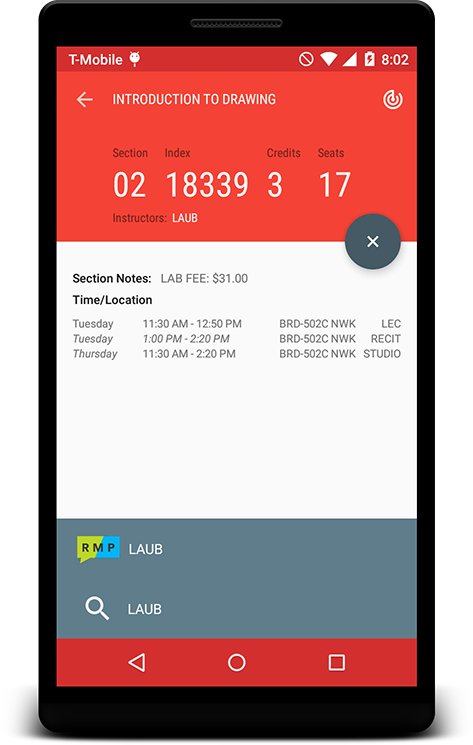 T-Mobile 8:02
INTRODUCTION TO DRAWING
Section Index Credits Seats
02 18339 3 17
Instructors: LAUB
Section Notes: LAB FEE: $31.00
Time/Location
Tuesday 11:30 AM - 12:50 PM BRD-502C NWK LEC
Tuesday 1:00 PM - 2:20 PM BRD-502C NWK RECIT
Thursday 11:30 AM - 2:20 PM BRD-502C NWK STUDIO
RMP LAUB
LAUB